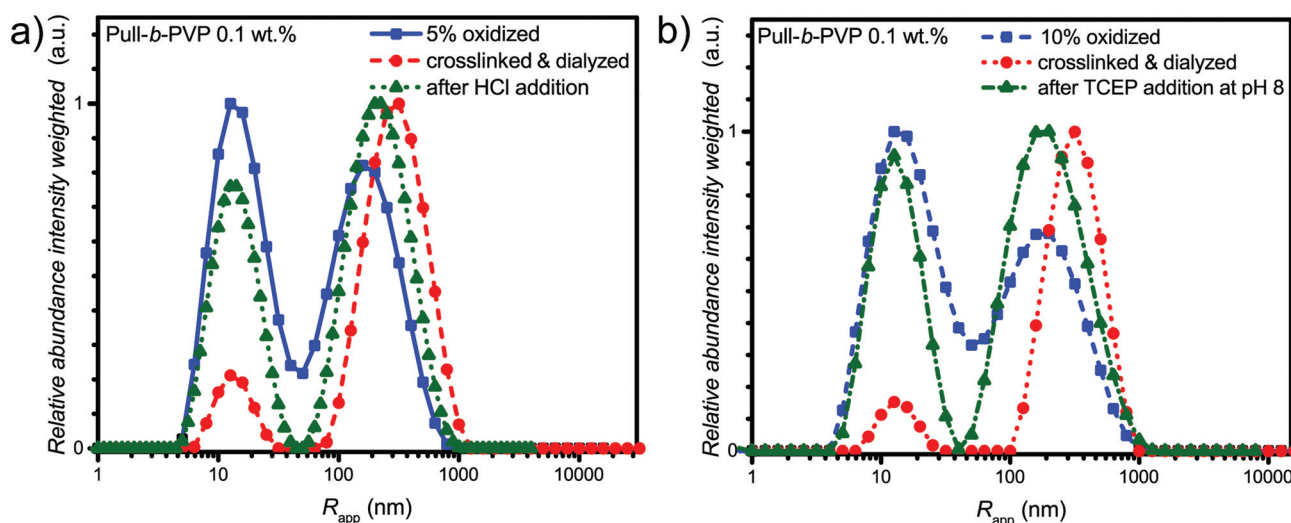 a)
Pull-b-PVP 0.1 wt.%
5% oxidized
crosslinked & dialyzed
after HCl addition
Relative abundance intensity weighted (a.u.)
1
0
1 10 100 1000 10000
R_app (nm)
b)
Pull-b-PVP 0.1 wt.%
10% oxidized
crosslinked & dialyzed
after TCEP addition at pH 8
Relative abundance intensity weighted (a.u.)
1
0
1 10 100 1000 10000
R_app (nm)